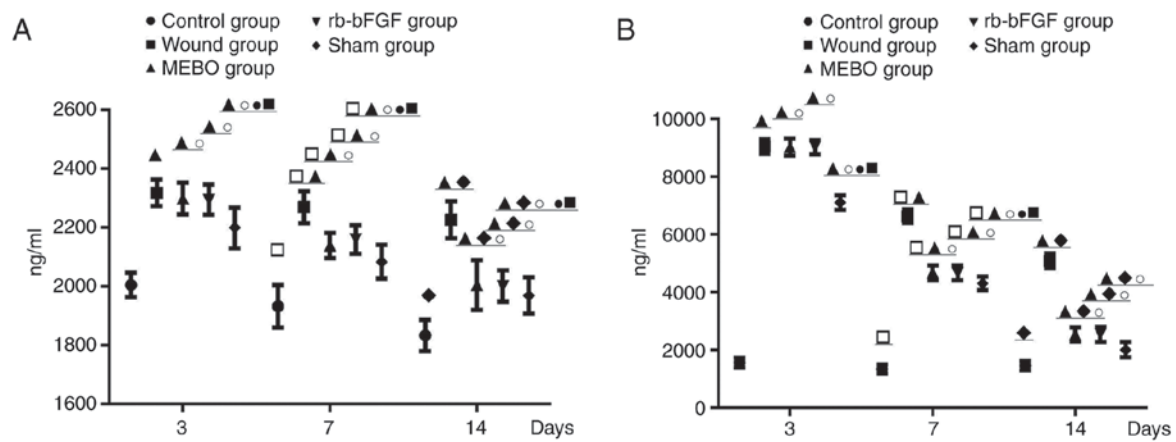 A
Control group
rb-bFGF group
Wound group
Sham group
MEBO group
2600
2400
2200
2000
1800
1600
ng/ml
3
7
14
Days
B
Control group
rb-bFGF group
Wound group
Sham group
MEBO group
10000
8000
6000
4000
2000
0
ng/ml
3
7
14
Days